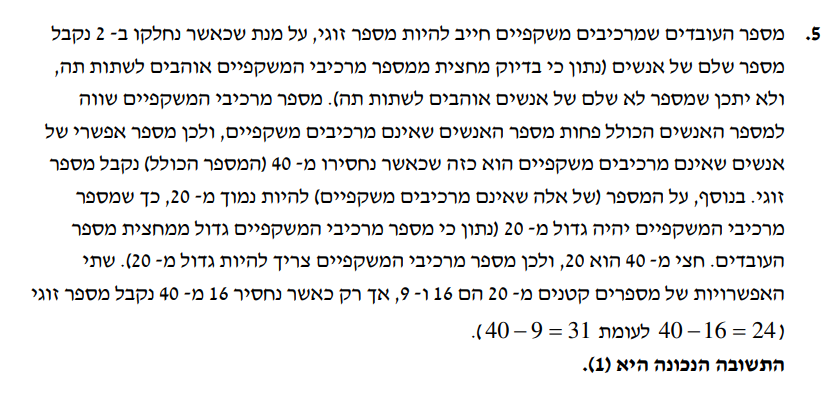 5. מספר העובדים שמרכיבים משקפיים חייב להיות מספר זוגי, על מנת שכאשר נחלקו ב- 2 נקבל
מספר שלם של אנשים (נתון כי בדיוק מחצית ממספר מרכיבי המשקפיים אוהבים לשתות תה,
ולא יתכן שמספר לא שלם של אנשים אוהבים לשתות תה). מספר מרכיבי המשקפיים שווה
למספר האנשים הכולל פחות מספר האנשים שאינם מרכיבים משקפיים, ולכן מספר אפשרי של
אנשים שאינם מרכיבים משקפיים הוא כזה שכאשר נחסירו מ- 40 (המספר הכולל) נקבל מספר
זוגי. בנוסף, על המספר (של אלה שאינם מרכיבים משקפיים) להיות נמוך מ- 20, כך שמספר
מרכיבי המשקפיים יהיה גדול מ- 20 (נתון כי מספר מרכיבי המשקפיים גדול ממחצית מספר
העובדים. חצי מ- 40 הוא 20, ולכן מספר מרכיבי המשקפיים צריך להיות גדול מ- 20). שתי
האפשרויות של מספרים קטנים מ- 20 הם 16 ו- 9, אך רק כאשר נחסיר 16 מ- 40 נקבל מספר זוגי
(40 – 16 = 24 לעומת 40 – 9 = 31).
התשובה הנכונה היא (1).